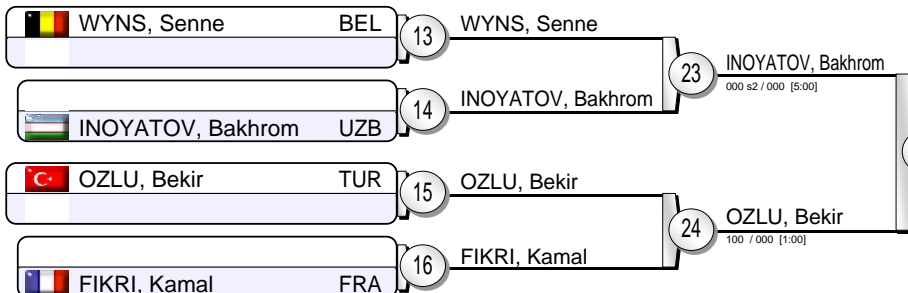 WYNS, Senne BEL
13
WYNS, Senne
23
INOYATOV, Bakhrom
000 s2 / 000 [5:00]
14
INOYATOV, Bakhrom
INOYATOV, Bakhrom UZB
OZLU, Bekir TUR
15
OZLU, Bekir
24
OZLU, Bekir
100 / 000 [1:00]
16
FIKRI, Kamal
FIKRI, Kamal FRA